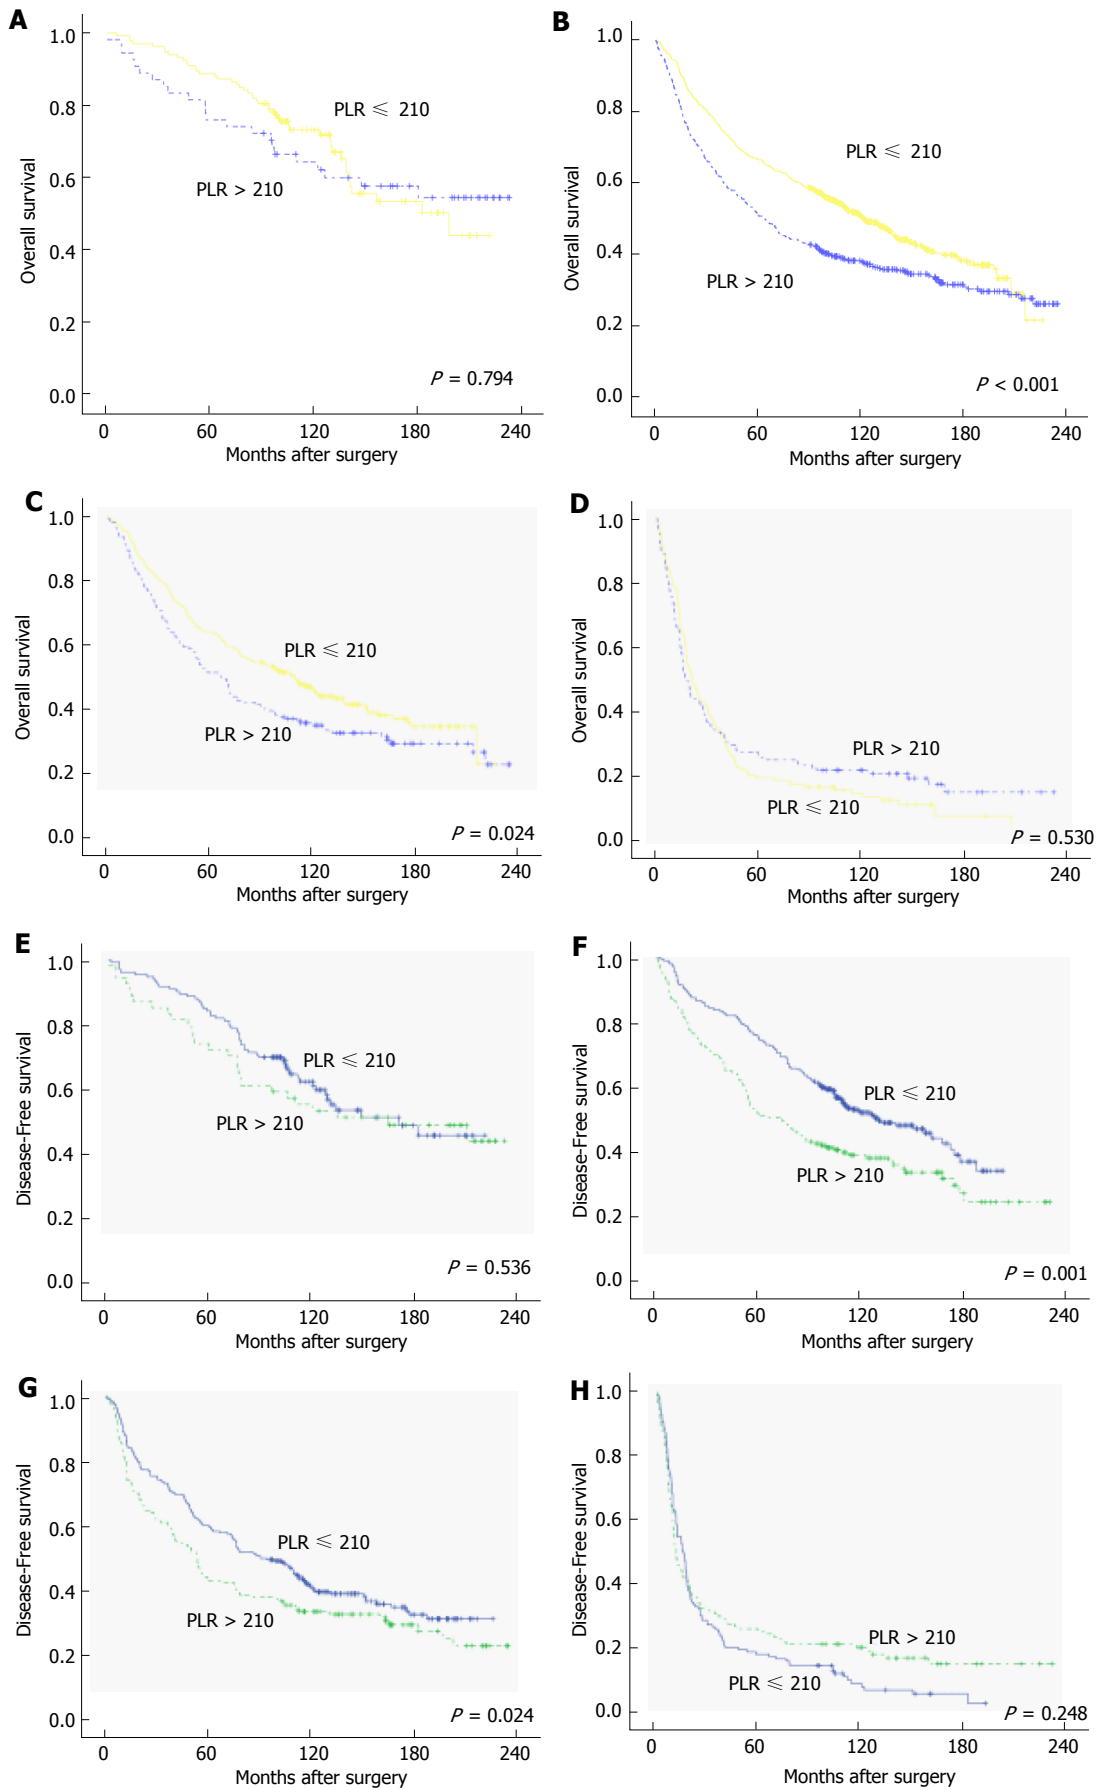 A
1.0
0.8
0.6
0.4
0.2
0.0
Overall survival
PLR ≤ 210
PLR > 210
P = 0.794
0 60 120 180 240
Months after surgery
B
1.0
0.8
0.6
0.4
0.2
0.0
Overall survival
PLR ≤ 210
PLR > 210
P < 0.001
0 60 120 180 240
Months after surgery
C
1.0
0.8
0.6
0.4
0.2
0.0
Overall survival
PLR ≤ 210
PLR > 210
P = 0.024
0 60 120 180 240
Months after surgery
D
1.0
0.8
0.6
0.4
0.2
0.0
Overall survival
PLR > 210
PLR ≤ 210
P = 0.530
0 60 120 180 240
Months after surgery
E
1.0
0.8
0.6
0.4
0.2
0.0
Disease-Free survival
PLR ≤ 210
PLR > 210
P = 0.536
0 60 120 180 240
Months after surgery
F
1.0
0.8
0.6
0.4
0.2
0.0
Disease-Free survival
PLR ≤ 210
PLR > 210
P = 0.001
0 60 120 180 240
Months after surgery
G
1.0
0.8
0.6
0.4
0.2
0.0
Disease-Free survival
PLR ≤ 210
PLR > 210
P = 0.024
0 60 120 180 240
Months after surgery
H
1.0
0.8
0.6
0.4
0.2
0.0
Disease-Free survival
PLR > 210
PLR ≤ 210
P = 0.248
0 60 120 180 240
Months after surgery